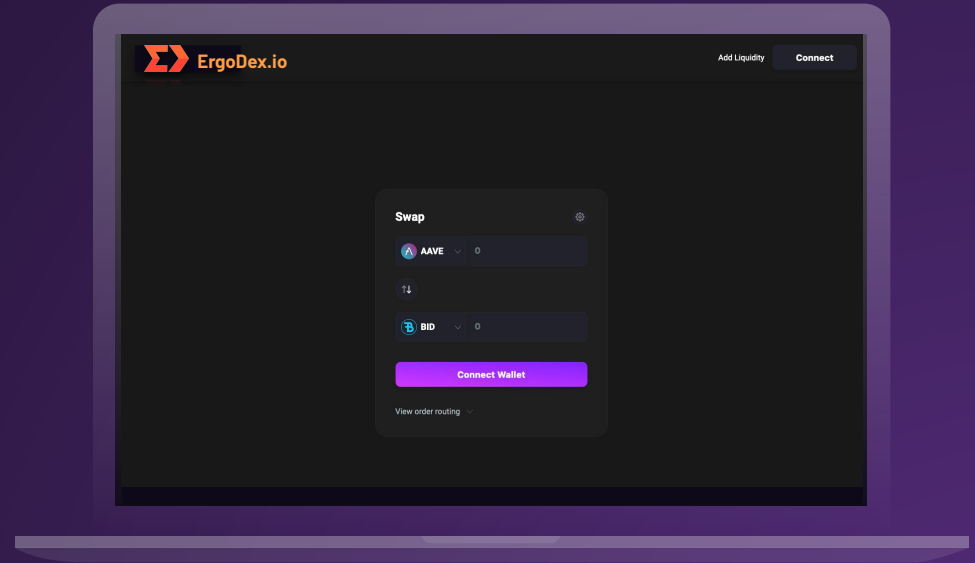 ErgoDex.io
Add Liquidity
Connect
Swap
AAVE
0
BID
0
Connect Wallet
View order routing